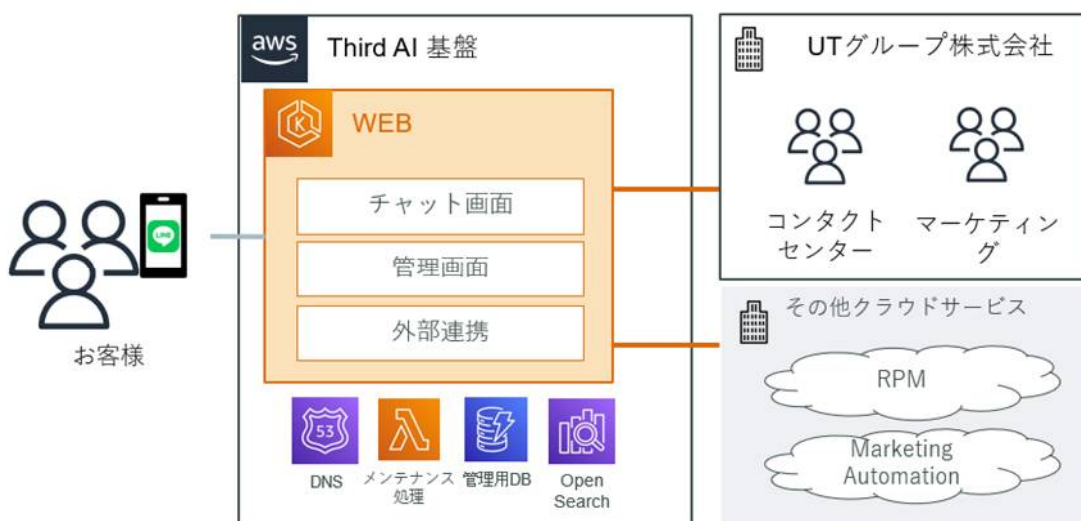 aws
Third AI 基盤
WEB
チャット画面
管理画面
外部連携
LINE
お客様
53
DNS
メンテナンス
処理
管理用DB
Open
Search
UTグループ株式会社
コンタクト
センター
マーケティン
グ
その他クラウドサービス
RPM
Marketing
Automation